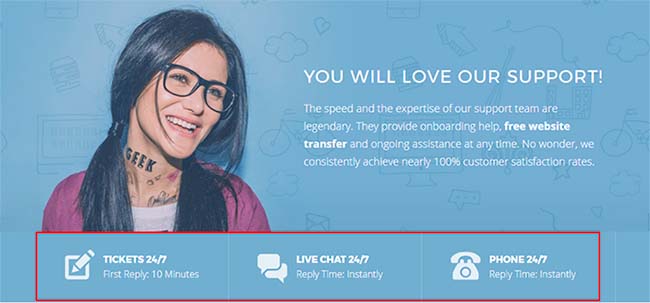 YOU WILL LOVE OUR SUPPORT!
The speed and the expertise of our support team are
legendary. They provide onboarding help, free website
transfer and ongoing assistance at any time. No wonder, we
consistently achieve nearly 100% customer satisfaction rates.
GEEK
TICKETS 24/7
First Reply: 10 Minutes
LIVE CHAT 24/7
Reply Time: Instantly
PHONE 24/7
Reply Time: Instantly